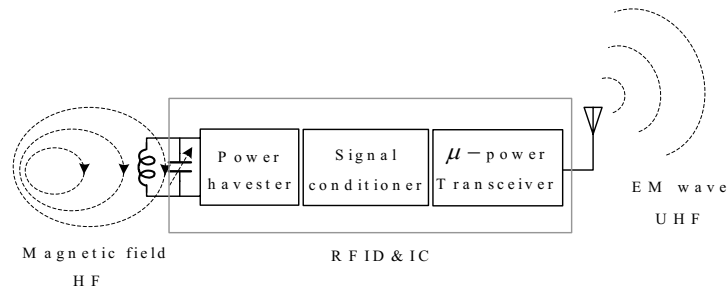 Power
havester
Signal
conditioner
μ-power
Transceiver
EM wave
UHF
Magnetic field
HF
RFID & IC